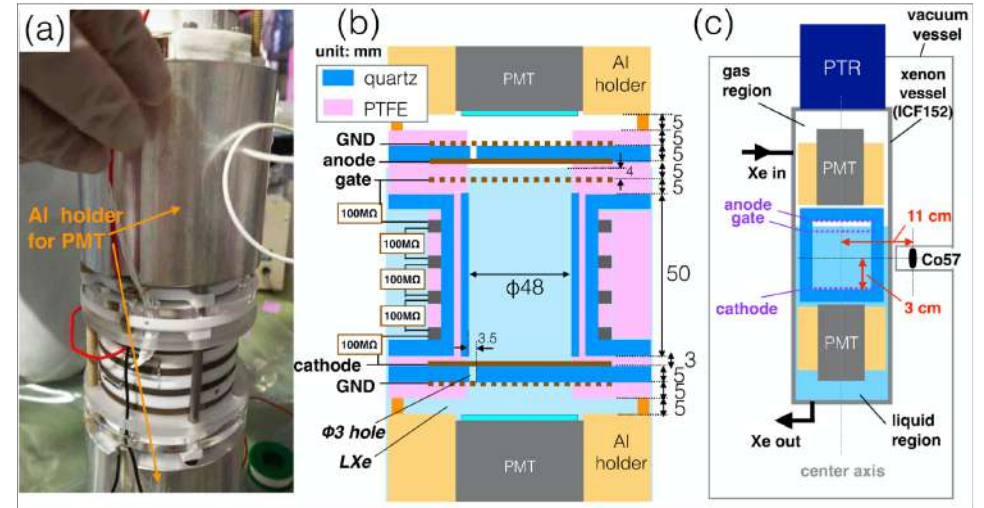 (a)
Al holder
for PMT
(b)
unit: mm
quartz
PTFE
PMT
Al
holder
GND
anode
gate
5
5
5
5
4
5
100MΩ
100MΩ
100MΩ
100MΩ
100MΩ
Φ48
50
3.5
cathode
GND
3
5
5
5
Φ3 hole
LXe
PMT
Al
holder
(c)
vacuum
vessel
PTR
gas
region
xenon
vessel
(ICF152)
PMT
Xe in
anode
gate
11 cm
Co57
cathode
3 cm
PMT
liquid
region
Xe out
center axis